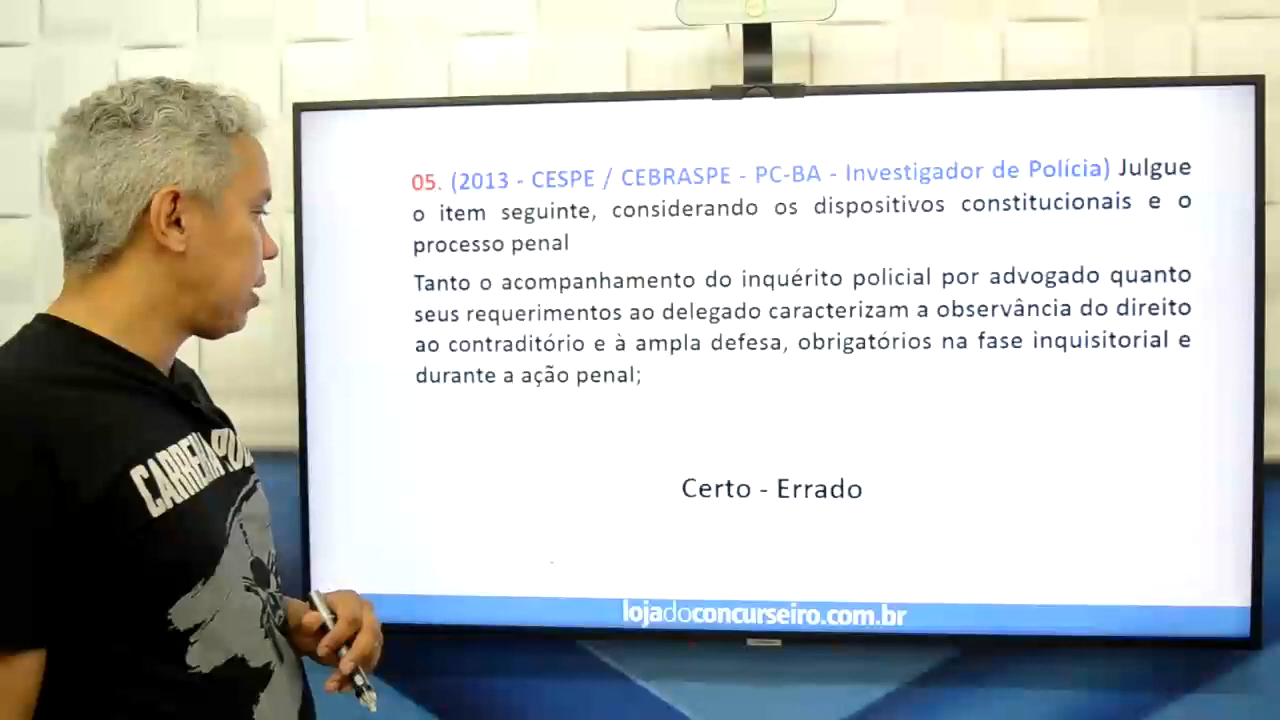 05. (2013 - CESPE / CEBRASPE - PC-BA - Investigador de Polícia) Julgue
o item seguinte, considerando os dispositivos constitucionais e o
processo penal
Tanto o acompanhamento do inquérito policial por advogado quanto
seus requerimentos ao delegado caracterizam a observância do direito
ao contraditório e à ampla defesa, obrigatórios na fase inquisitorial e
durante a ação penal;
Certo - Errado
lojadoconcurseiro.com.br